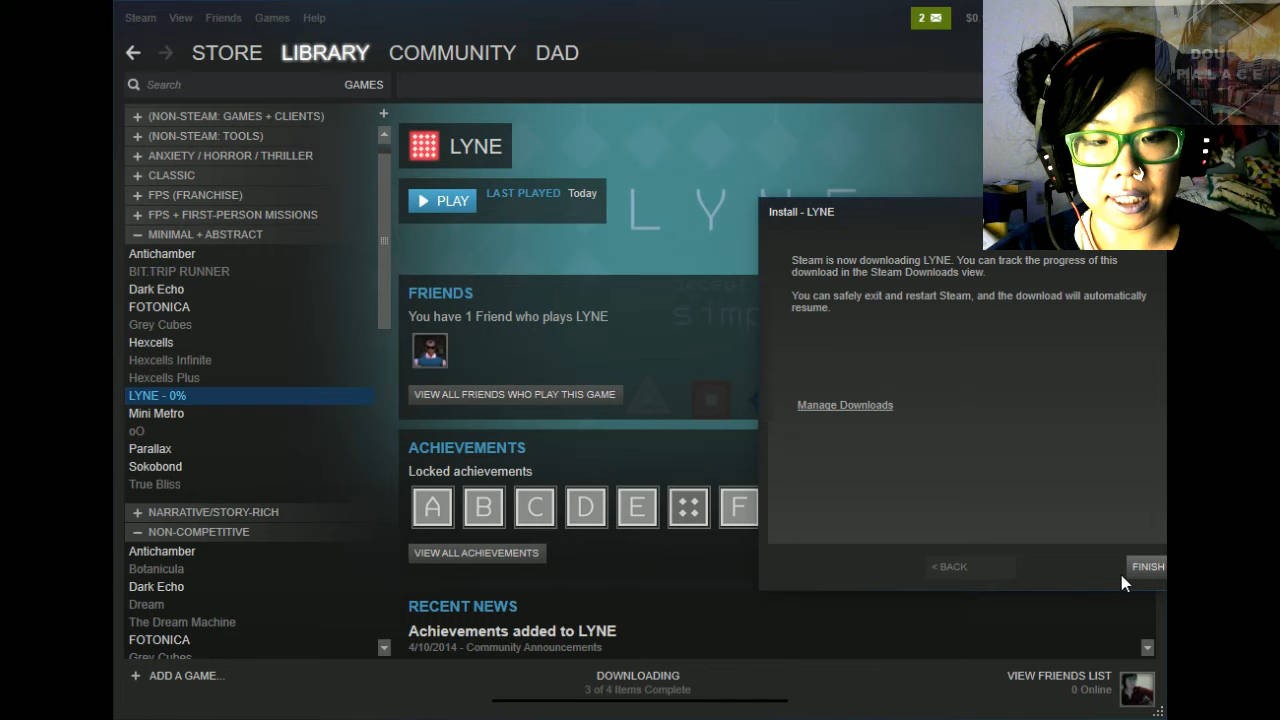 Steam View Friends Games Help
2
$0.
STORE LIBRARY COMMUNITY DAD
DOU
PALACE
Search GAMES
(NON-STEAM: GAMES + CLIENTS)
(NON-STEAM: TOOLS)
ANXIETY / HORROR / THRILLER
CLASSIC
FPS (FRANCHISE)
FPS + FIRST-PERSON MISSIONS
MINIMAL + ABSTRACT
Antichamber
BIT.TRIP RUNNER
Dark Echo
FOTONICA
Grey Cubes
Hexcells
Hexcells Infinite
Hexcells Plus
LYNE - 0%
Mini Metro
oO
Parallax
Sokobond
True Bliss
NARRATIVE/STORY-RICH
NON-COMPETITIVE
Antichamber
Botanicula
Dark Echo
Dream
The Dream Machine
FOTONICA
Grey Cubes
+ ADD A GAME...
LYNE
PLAY
LAST PLAYED Today
LYNE
FRIENDS
You have 1 Friend who plays LYNE
VIEW ALL FRIENDS WHO PLAY THIS GAME
ACHIEVEMENTS
Locked achievements
A B C D E F
VIEW ALL ACHIEVEMENTS
RECENT NEWS
Achievements added to LYNE
4/10/2014 - Community Announcements
Install - LYNE
Steam is now downloading LYNE. You can track the progress of this
download in the Steam Downloads view.
You can safely exit and restart Steam, and the download will automatically
resume.
Manage Downloads
< BACK
FINISH
DOWNLOADING
3 of 4 Items Complete
VIEW FRIENDS LIST
0 Online